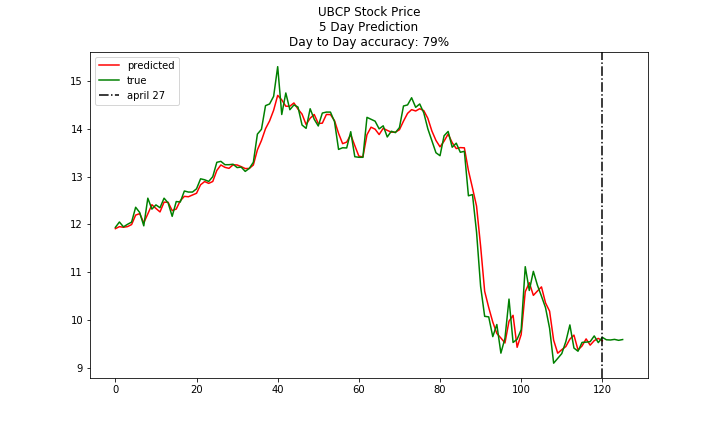 UBCP Stock Price
5 Day Prediction
Day to Day accuracy: 79%
predicted
true
april 27
15
14
13
12
11
10
9
0 20 40 60 80 100 120